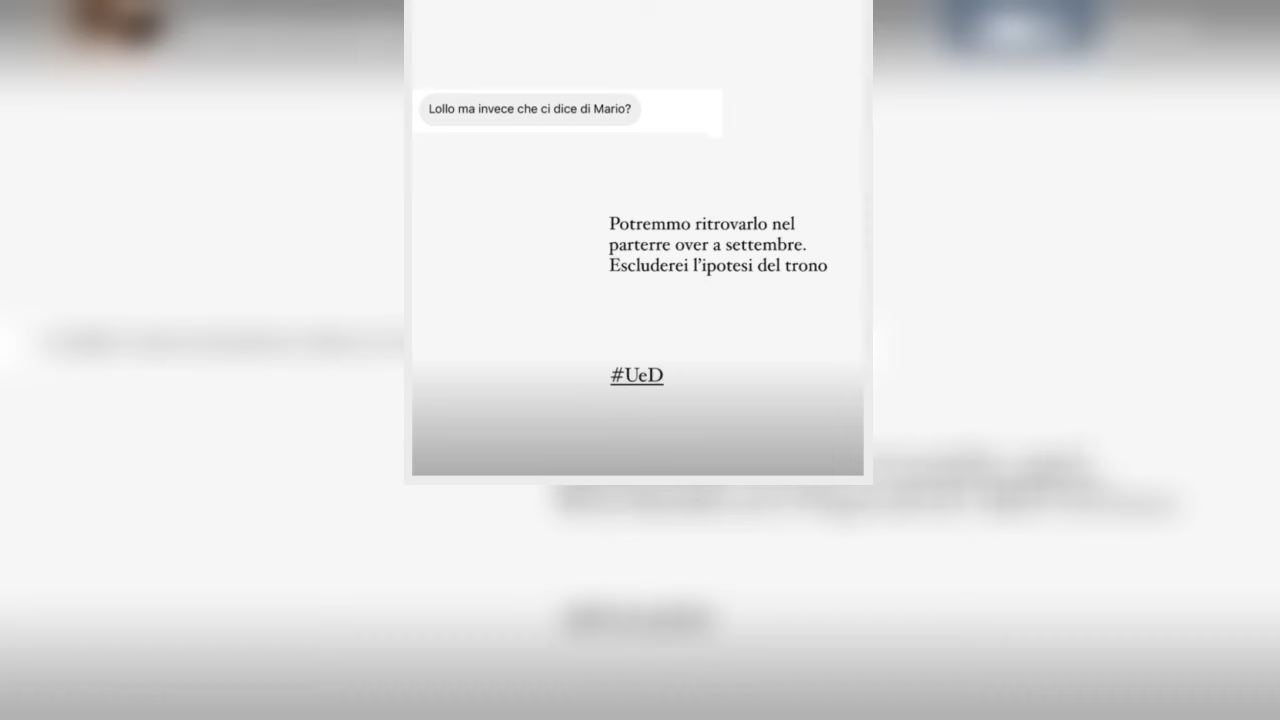 Lollo ma invece che ci dice di Mario?
Potremmo ritrovarlo nel
parterre over a settembre.
Escluderei l’ipotesi del trono
#UeD